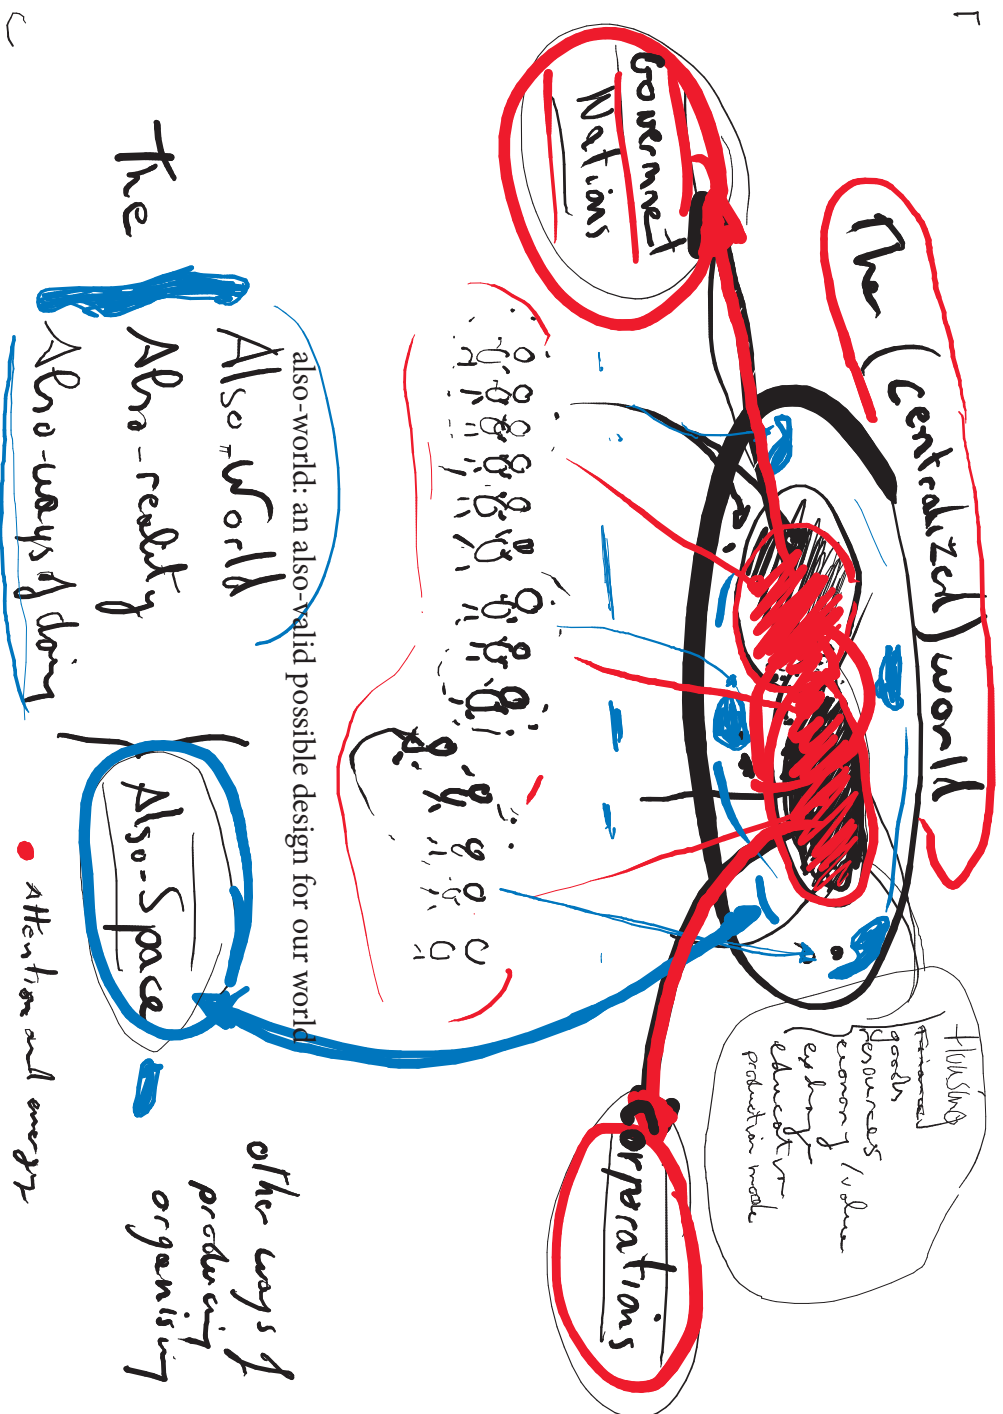 The (centralized) world
Governmet
Nations
Housing
Financial
goods
resources
economy / value
exchange
education
production mode
Corporations
also-world: an also-valid possible design for our world
The
Also-World
Also-reality
Also-ways of doing
Also-Space
other ways of
producing
organising
Attention and energy